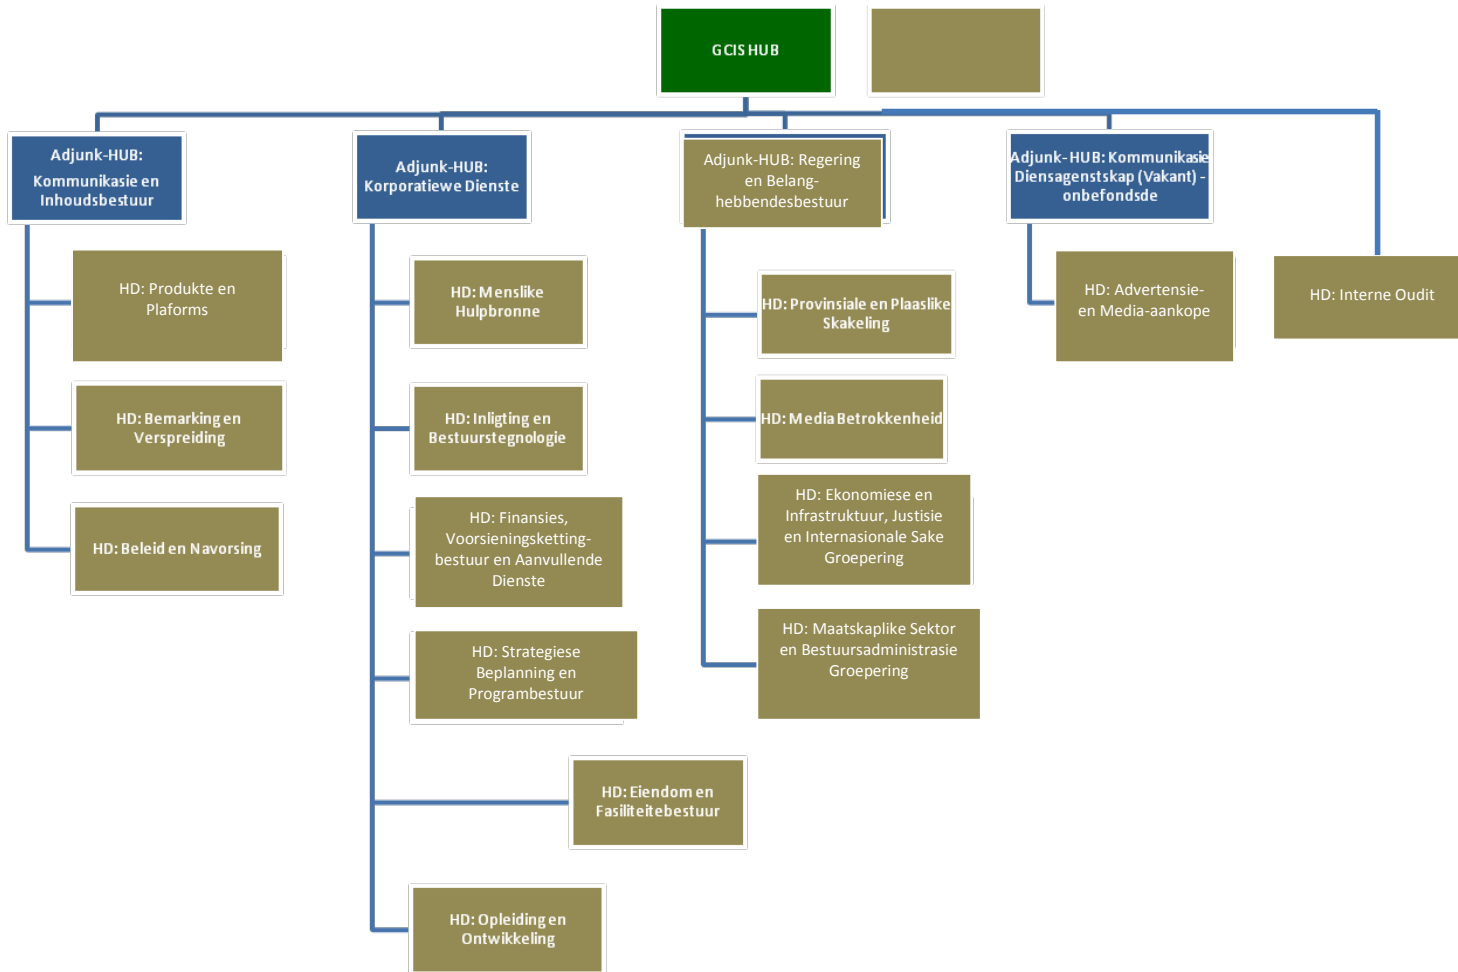 GCIS HUB
Adjunk-HUB:
Kommunikasie en
Inhoudsbestuur
HD: Produkte en
Plaforms
HD: Bemarking en
Verspreiding
HD: Beleid en Navorsing
Adjunk-HUB:
Korporatiewe Dienste
HD: Menslike
Hulpbronne
HD: Inligting en
Bestuurstegnologie
HD: Finansies,
Voorsieningsketting-
bestuur en Aanvullende
Dienste
HD: Strategiese
Beplanning en
Programbestuur
HD: Eiendom en
Fasiliteitebestuur
HD: Opleiding en
Ontwikkeling
Adjunk-HUB: Regering
en Belang-
hebbendesbestuur
HD: Provinsiale en Plaaslike
Skakeling
HD: Media Betrokkenheid
HD: Ekonomiese en
Infrastruktuur, Justisie
en Internasionale Sake
Groepering
HD: Maatskaplike Sektor
en Bestuursadministrasie
Groepering
Adjunk- HUB: Kommunikasie
Diensagenstskap (Vakant) -
onbefondsde
HD: Advertensie-
en Media-aankope
HD: Interne Oudit